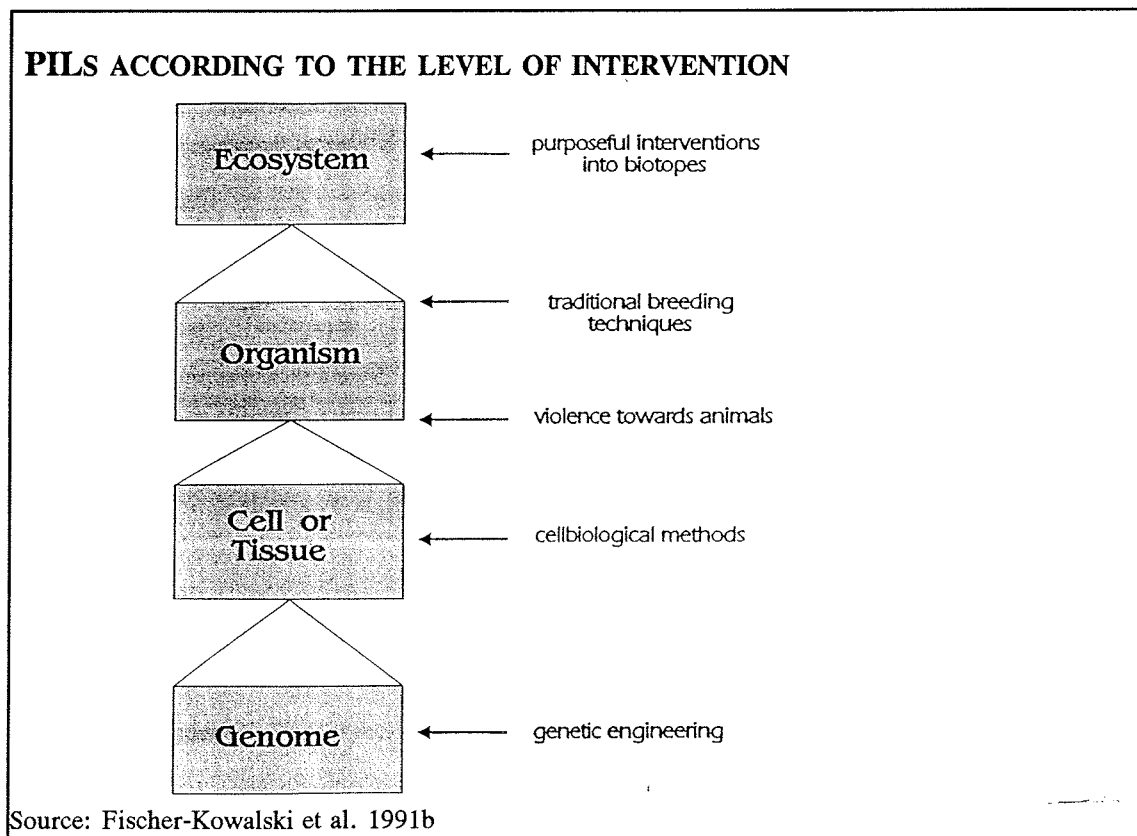 PILS ACCORDING TO THE LEVEL OF INTERVENTION
Ecosystem
purposeful interventions
into biotopes
traditional breeding
techniques
Organism
violence towards animals
Cell or
Tissue
cellbiological methods
Genome
genetic engineering
Source: Fischer-Kowalski et al. 1991b